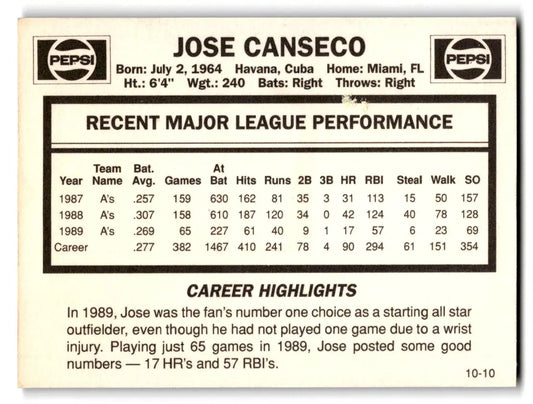 JOSE CANSECO
PEPSI
PEPSI
Born: July 2, 1964 Havana, Cuba Home: Miami, FL
Ht.: 6'4" Wgt.: 240 Bats: Right Throws: Right
RECENT MAJOR LEAGUE PERFORMANCE
Team Bat. At
Year Name Avg. Games Bat Hits Runs 2B 3B HR RBI Steal Walk SO
1987 A's .257 159 630 162 81 35 3 31 113 15 50 157
1988 A's .307 158 610 187 120 34 0 42 124 40 78 128
1989 A's .269 65 227 61 40 9 1 17 57 6 23 69
Career .277 382 1467 410 241 78 4 90 294 61 151 354
CAREER HIGHLIGHTS
In 1989, Jose was the fan's number one choice as a starting all star
outfielder, even though he had not played one game due to a wrist
injury. Playing just 65 games in 1989, Jose posted some good
numbers — 17 HR's and 57 RBI's.
10-10